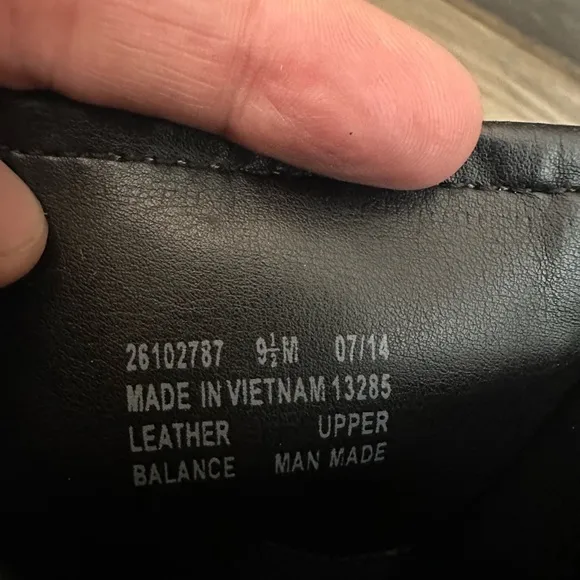 26102787 9½M 07/14
MADE IN VIETNAM 13285
LEATHER UPPER
BALANCE MAN MADE